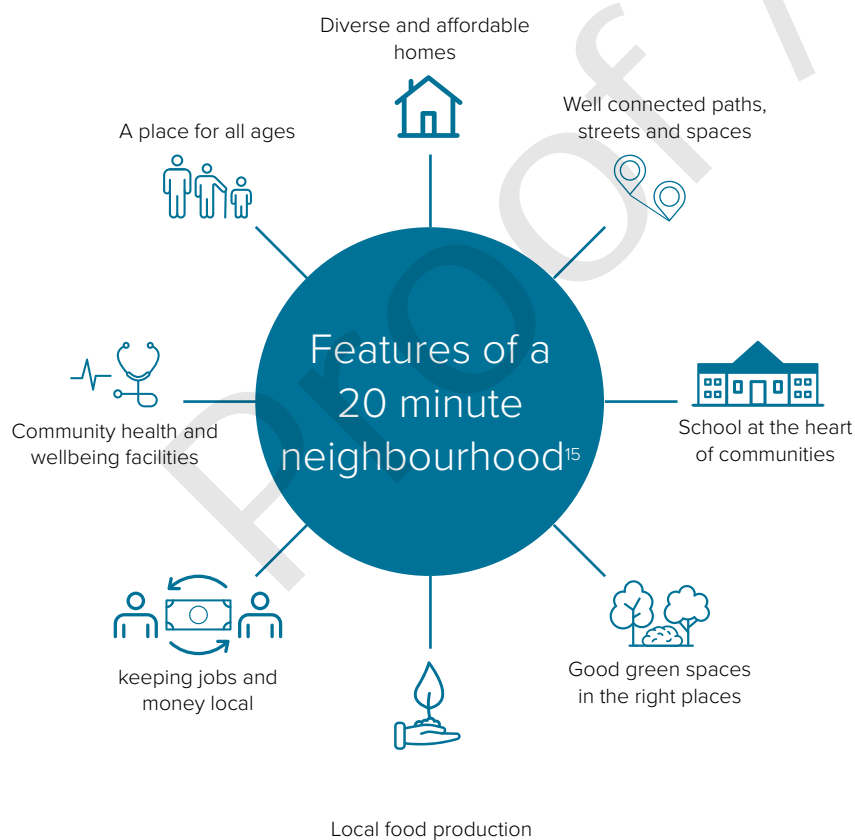 Diverse and affordable
homes
Well connected paths,
streets and spaces
A place for all ages
Features of a
20 minute
neighbourhood¹⁵
School at the heart
of communities
Community health and
wellbeing facilities
Good green spaces
in the right places
keeping jobs and
money local
Local food production
Proof